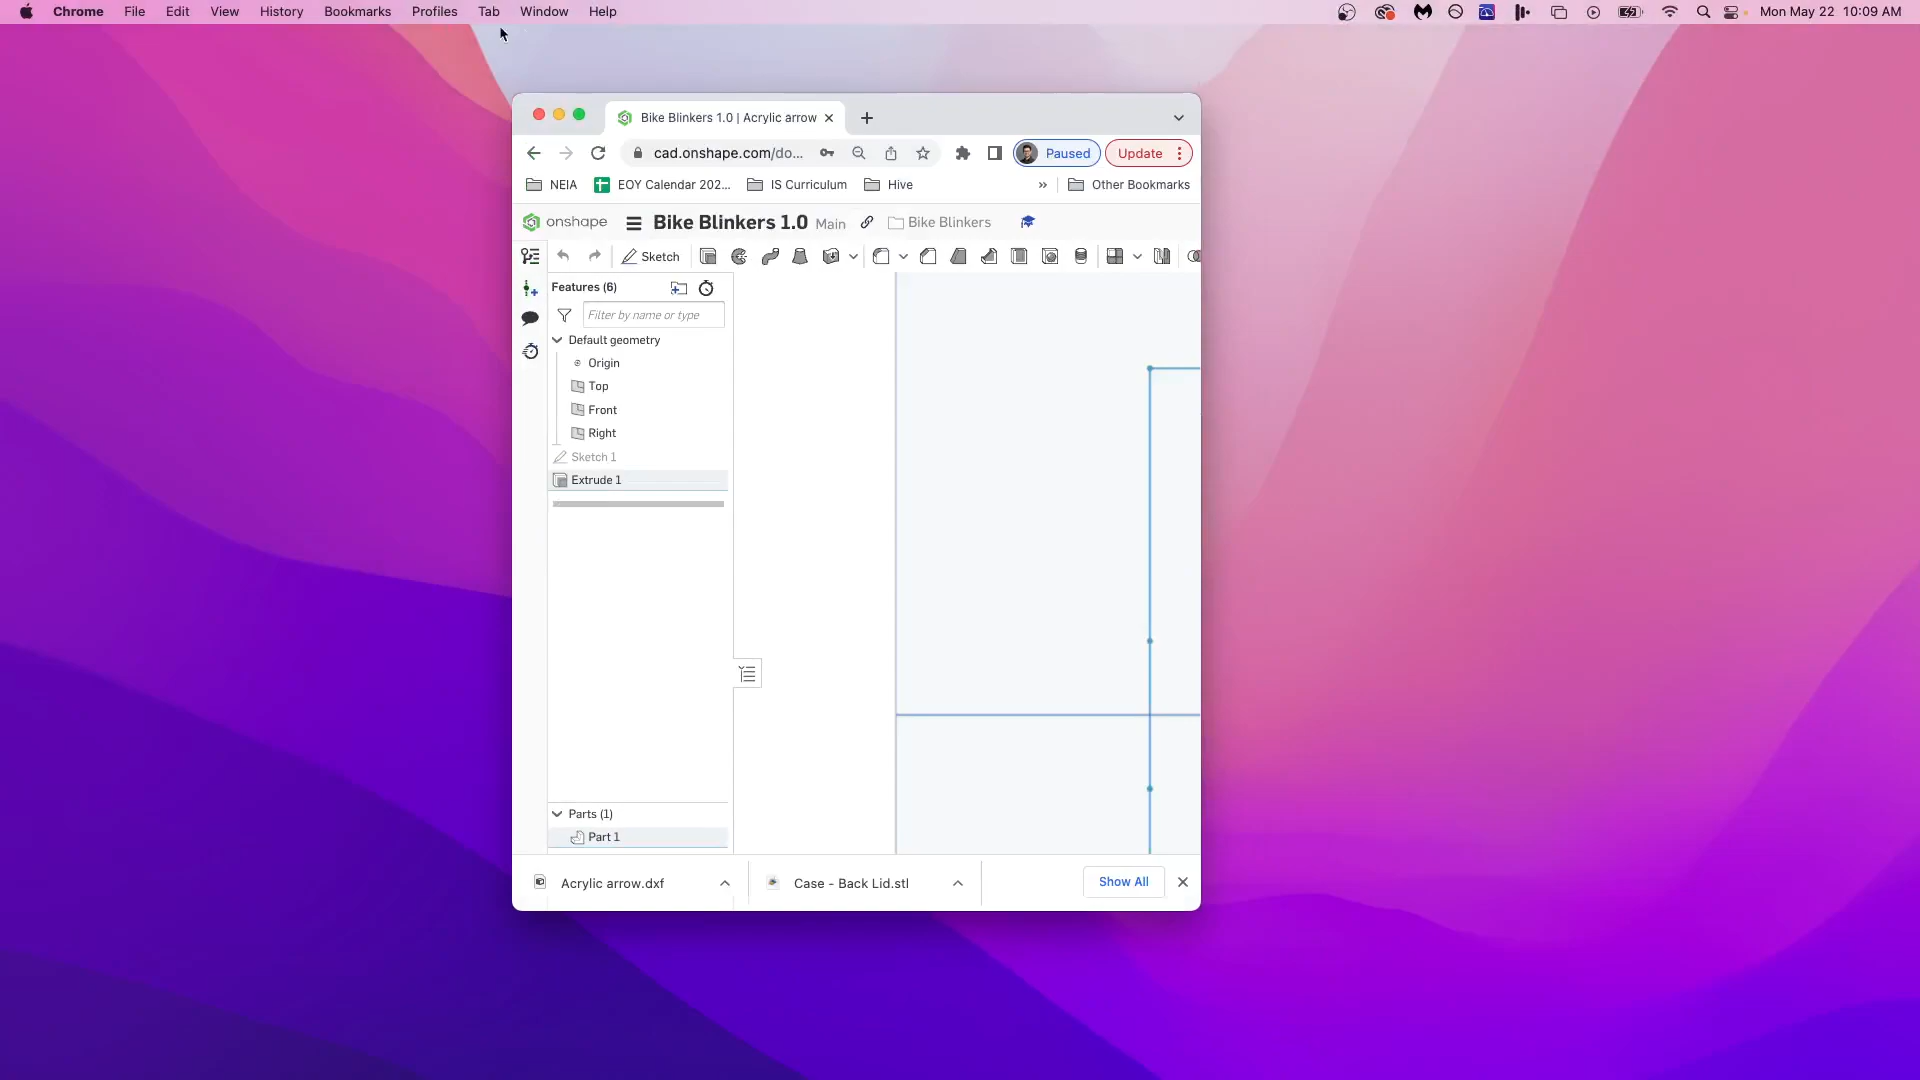 Chrome File Edit View History Bookmarks Profiles Tab Window Help Mon May 22 10:09 AM
Bike Blinkers 1.0 | Acrylic arrow
cad.onshape.com/do... Paused Update
NEIA EOY Calendar 202... IS Curriculum Hive » Other Bookmarks
onshape Bike Blinkers 1.0 Main Bike Blinkers
Sketch
Features (6)
Filter by name or type
Default geometry
Origin
Top
Front
Right
Sketch 1
Extrude 1
Parts (1)
Part 1
Acrylic arrow.dxf Case - Back Lid.stl Show All